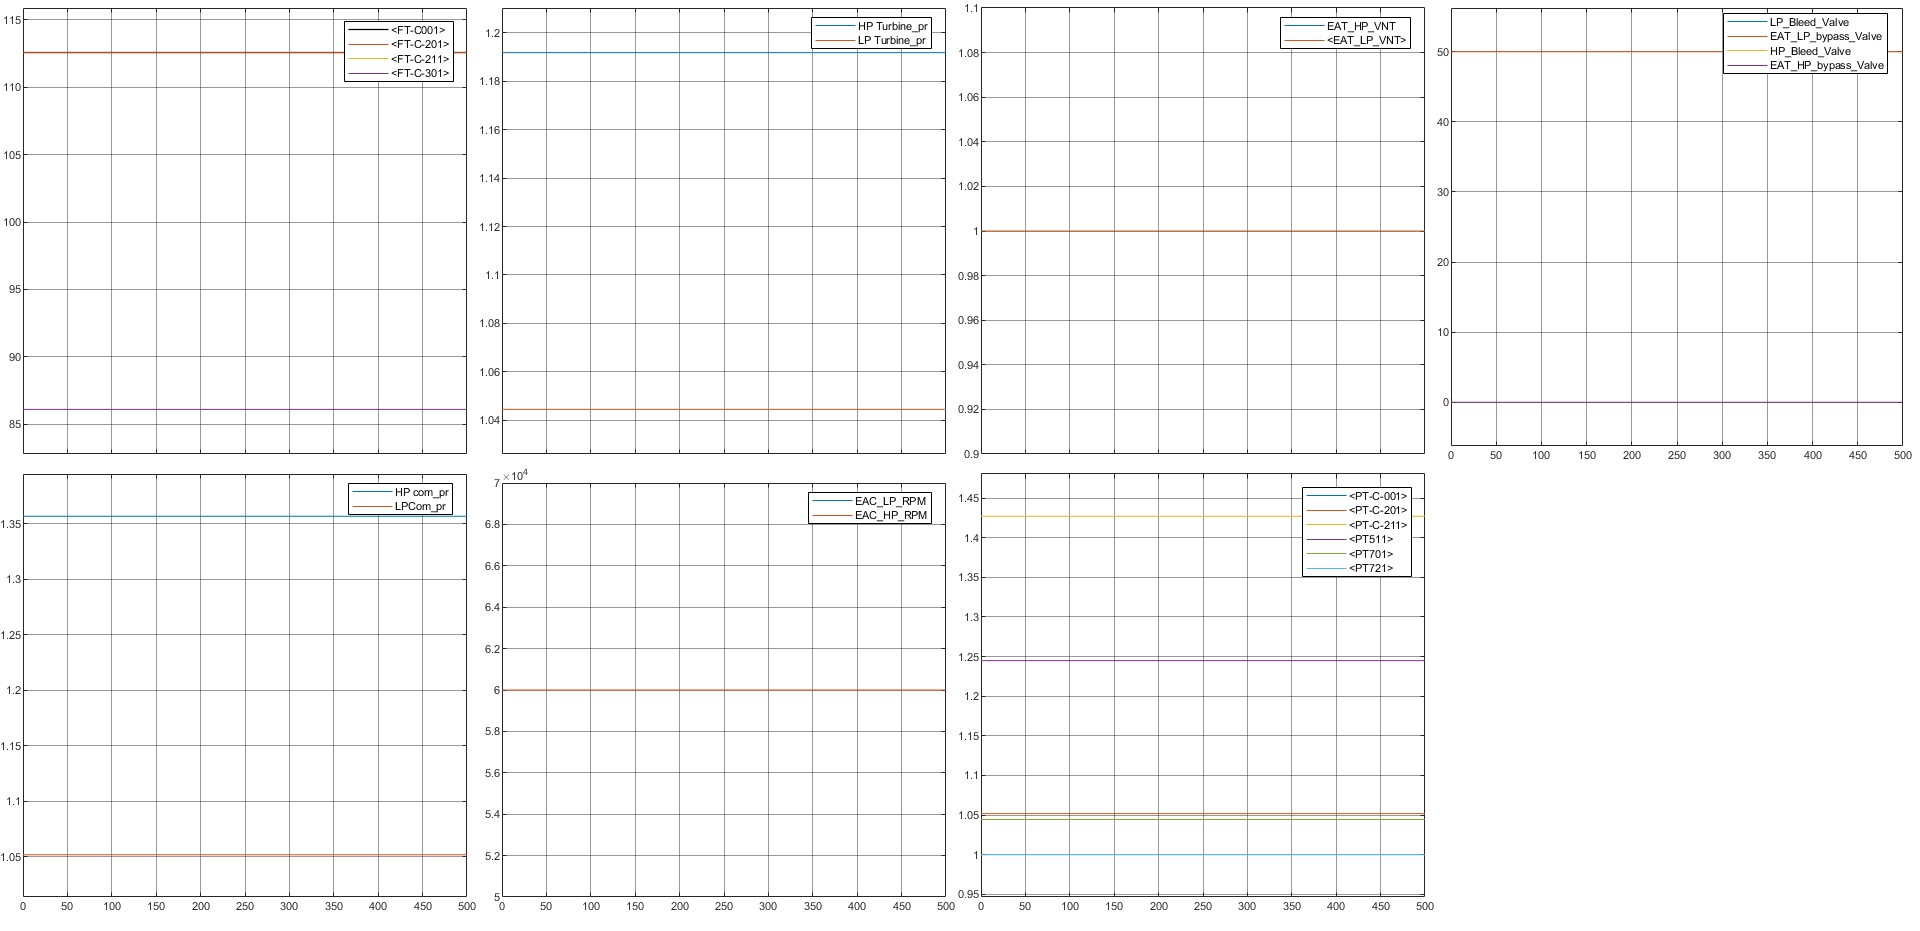 115
110
105
100
95
90
85
<FT-C001>
<FT-C-201>
<FT-C-211>
<FT-C-301>
1.2
1.18
1.16
1.14
1.12
1.1
1.08
1.06
1.04
HP Turbine_pr
LP Turbine_pr
1.1
1.08
1.06
1.04
1.02
1
0.98
0.96
0.94
0.92
0.9
EAT_HP_VNT
<EAT_LP_VNT>
50
40
30
20
10
0
LP_Bleed_Valve
EAT_LP_bypass_Valve
HP_Bleed_Valve
EAT_HP_bypass_Valve
0 50 100 150 200 250 300 350 400 450 500
1.35
1.3
1.25
1.2
1.15
1.1
1.05
HP com_pr
LPCom_pr
0 50 100 150 200 250 300 350 400 450 500
×10⁴
7
6.8
6.6
6.4
6.2
6
5.8
5.6
5.4
5.2
5
EAC_LP_RPM
EAC_HP_RPM
0 50 100 150 200 250 300 350 400 450 500
1.45
1.4
1.35
1.3
1.25
1.2
1.15
1.1
1.05
1
0.95
<PT-C-001>
<PT-C-201>
<PT-C-211>
<PT511>
<PT701>
<PT721>
0 50 100 150 200 250 300 350 400 450 500